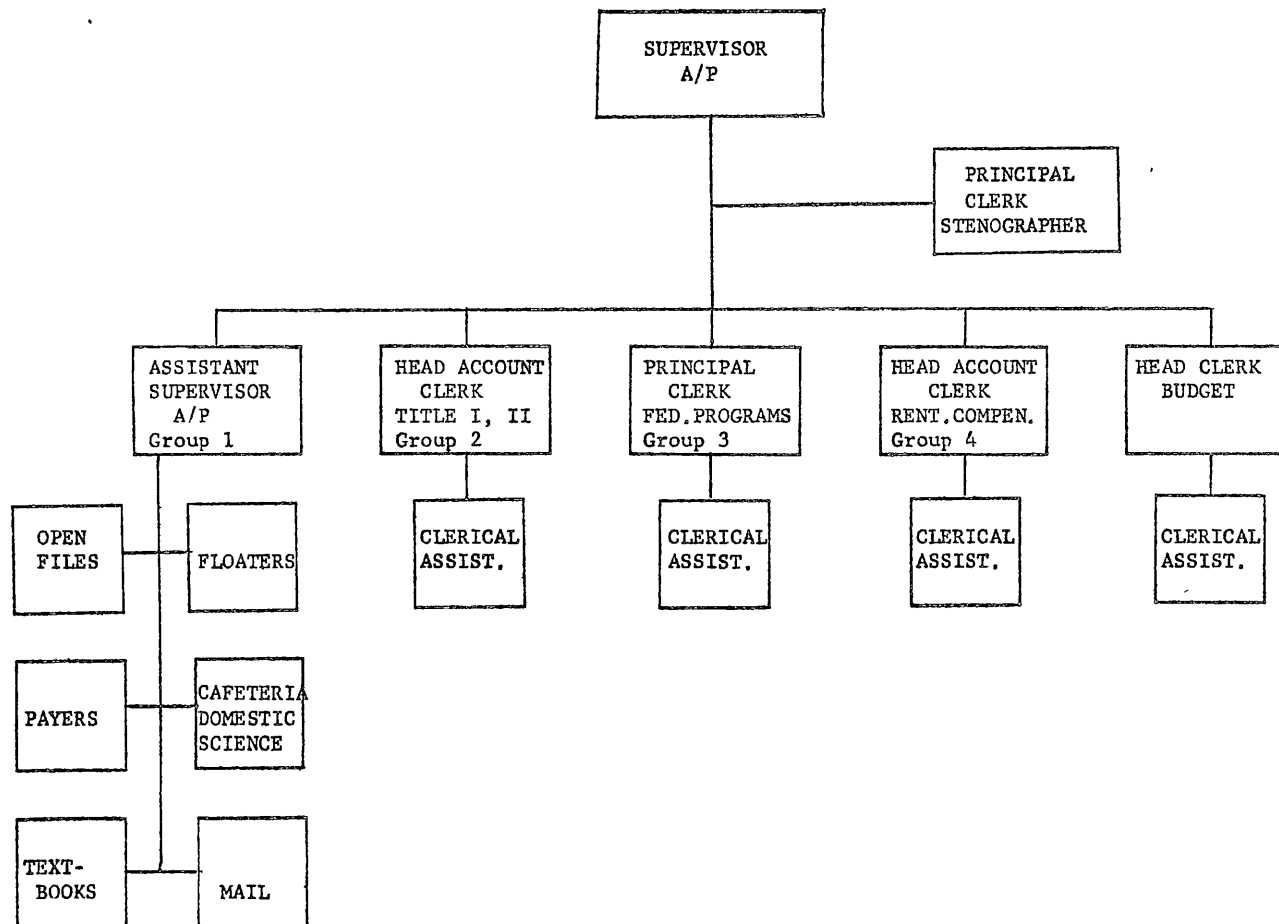 SUPERVISOR
A/P
PRINCIPAL
CLERK
STENOGRAPHER
ASSISTANT
SUPERVISOR
A/P
Group 1
HEAD ACCOUNT
CLERK
TITLE I, II
Group 2
PRINCIPAL
CLERK
FED.PROGRAMS
Group 3
HEAD ACCOUNT
CLERK
RENT.COMPEN.
Group 4
HEAD CLERK
BUDGET
OPEN
FILES
FLOATERS
CLERICAL
ASSIST.
CLERICAL
ASSIST.
CLERICAL
ASSIST.
CLERICAL
ASSIST.
PAYERS
CAFETERIA
DOMESTIC
SCIENCE
TEXT-
BOOKS
MAIL